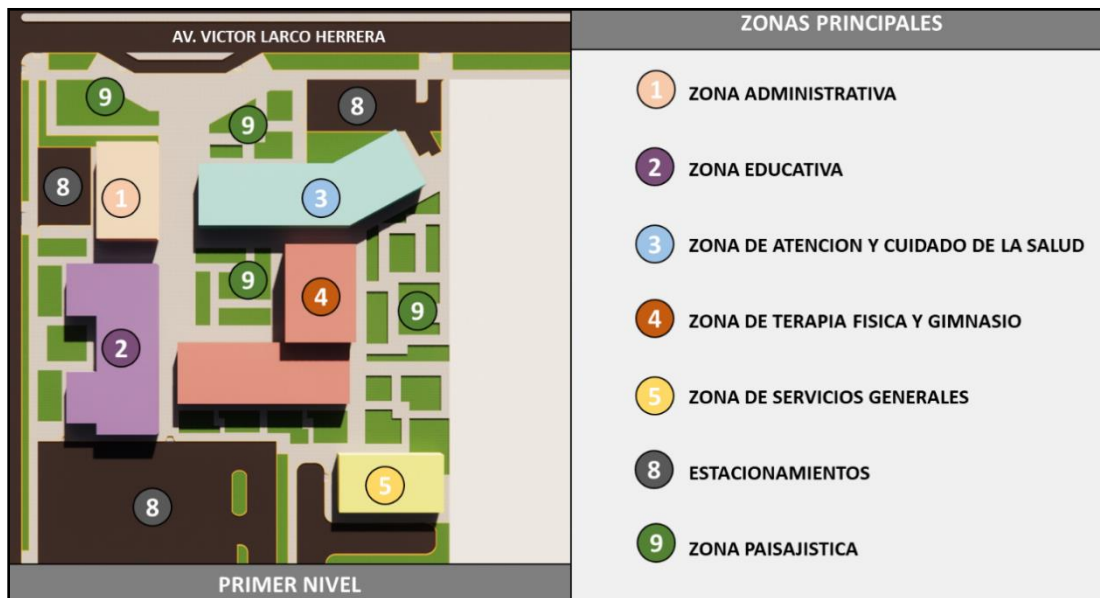 AV. VICTOR LARCO HERRERA
9
9
8
8
1
3
9
4
9
2
5
8
PRIMER NIVEL
ZONAS PRINCIPALES
1 ZONA ADMINISTRATIVA
2 ZONA EDUCATIVA
3 ZONA DE ATENCION Y CUIDADO DE LA SALUD
4 ZONA DE TERAPIA FISICA Y GIMNASIO
5 ZONA DE SERVICIOS GENERALES
8 ESTACIONAMIENTOS
9 ZONA PAISAJISTICA